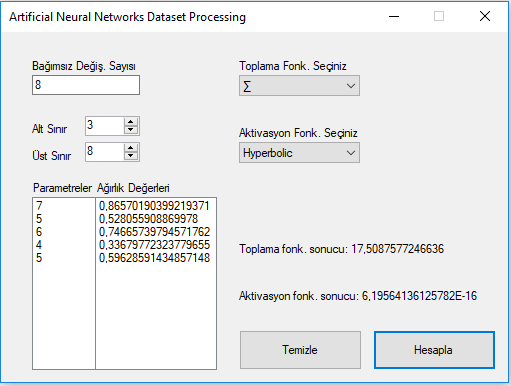 Artificial Neural Networks Dataset Processing
Bağımsız Değiş. Sayısı
8
Toplama Fonk. Seçiniz
∑
Alt Sınır
3
Üst Sınır
8
Aktivasyon Fonk. Seçiniz
Hyperbolic
Parametreler Ağırlık Değerleri
7 0,86570190399219371
5 0,528055908869978
6 0,74665739794571762
4 0,33679772323779655
5 0,59628591434857148
Toplama fonk. sonucu: 17,5087577246636
Aktivasyon fonk. sonucu: 6,19564136125782E-16
Temizle
Hesapla